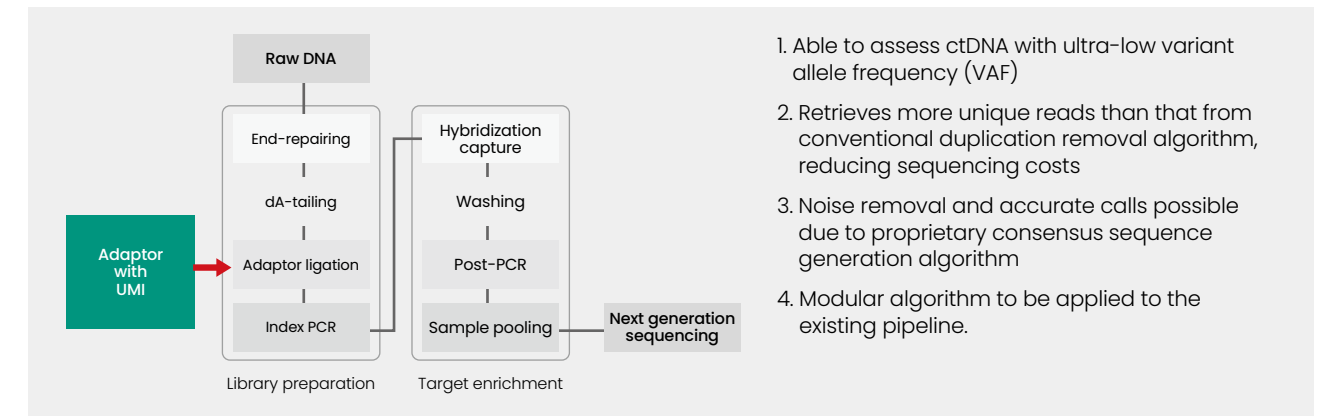 Raw DNA
End-repairing
dA-tailing
Adaptor
with
UMI
Adaptor ligation
Index PCR
Library preparation
Hybridization
capture
Washing
Post-PCR
Sample pooling
Target enrichment
Next generation
sequencing
1. Able to assess ctDNA with ultra-low variant
allele frequency (VAF)
2. Retrieves more unique reads than that from
conventional duplication removal algorithm,
reducing sequencing costs
3. Noise removal and accurate calls possible
due to proprietary consensus sequence
generation algorithm
4. Modular algorithm to be applied to the
existing pipeline.